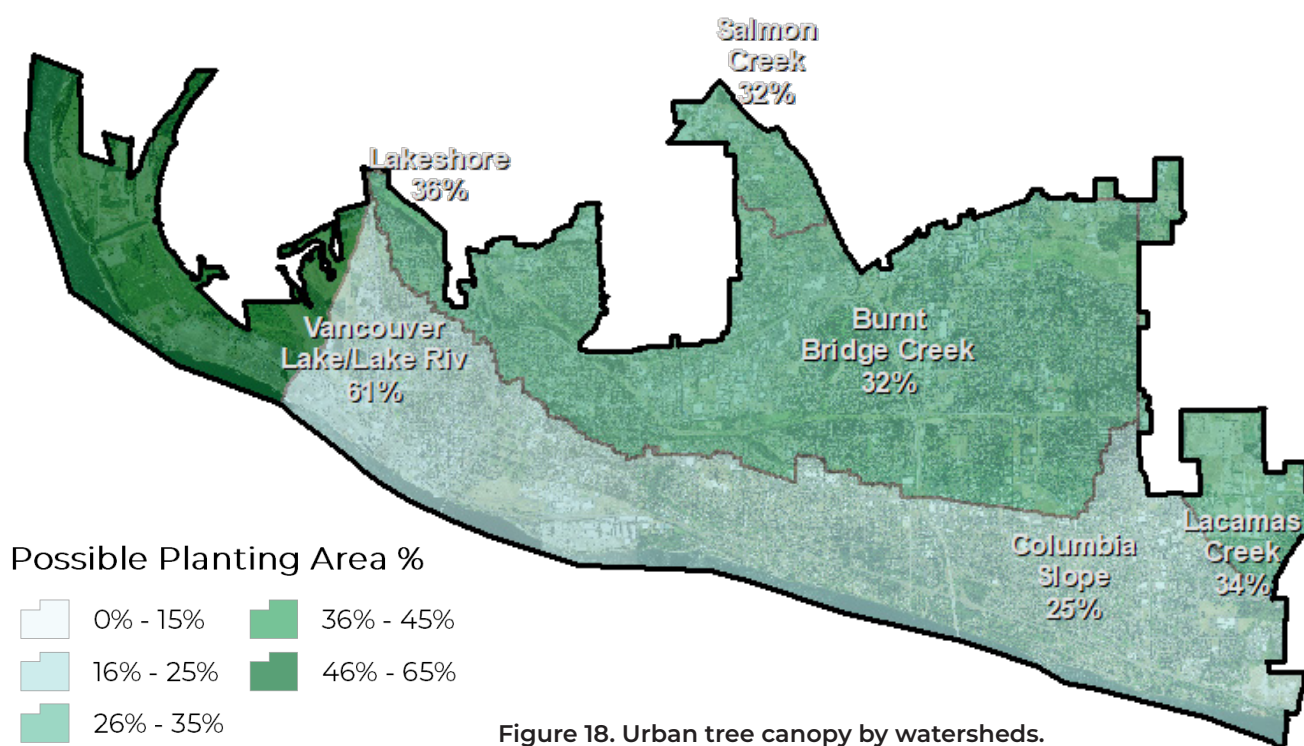 Salmon
Creek
32%
Lakeshore
36%
Vancouver
Lake/Lake Riv
61%
Burnt
Bridge Creek
32%
Columbia
Slope
25%
Lacamas
Creek
34%
Possible Planting Area %
0% - 15%
36% - 45%
16% - 25%
46% - 65%
26% - 35%
Figure 18. Urban tree canopy by watersheds.